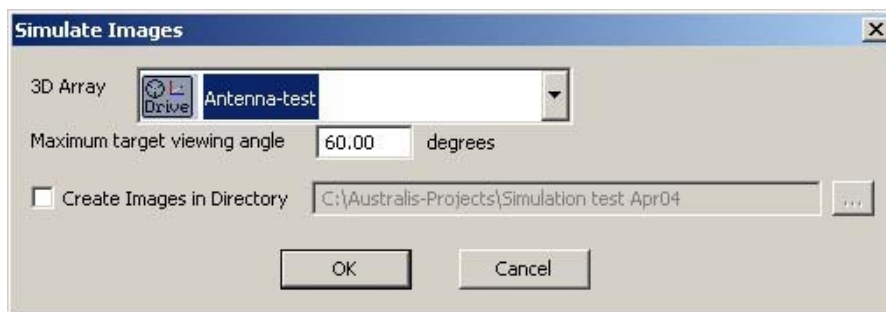 Simulate Images
3D Array Drive Antenna-test
Maximum target viewing angle 60.00 degrees
Create Images in Directory C:\Australis-Projects\Simulation test Apr04 ...
OK Cancel